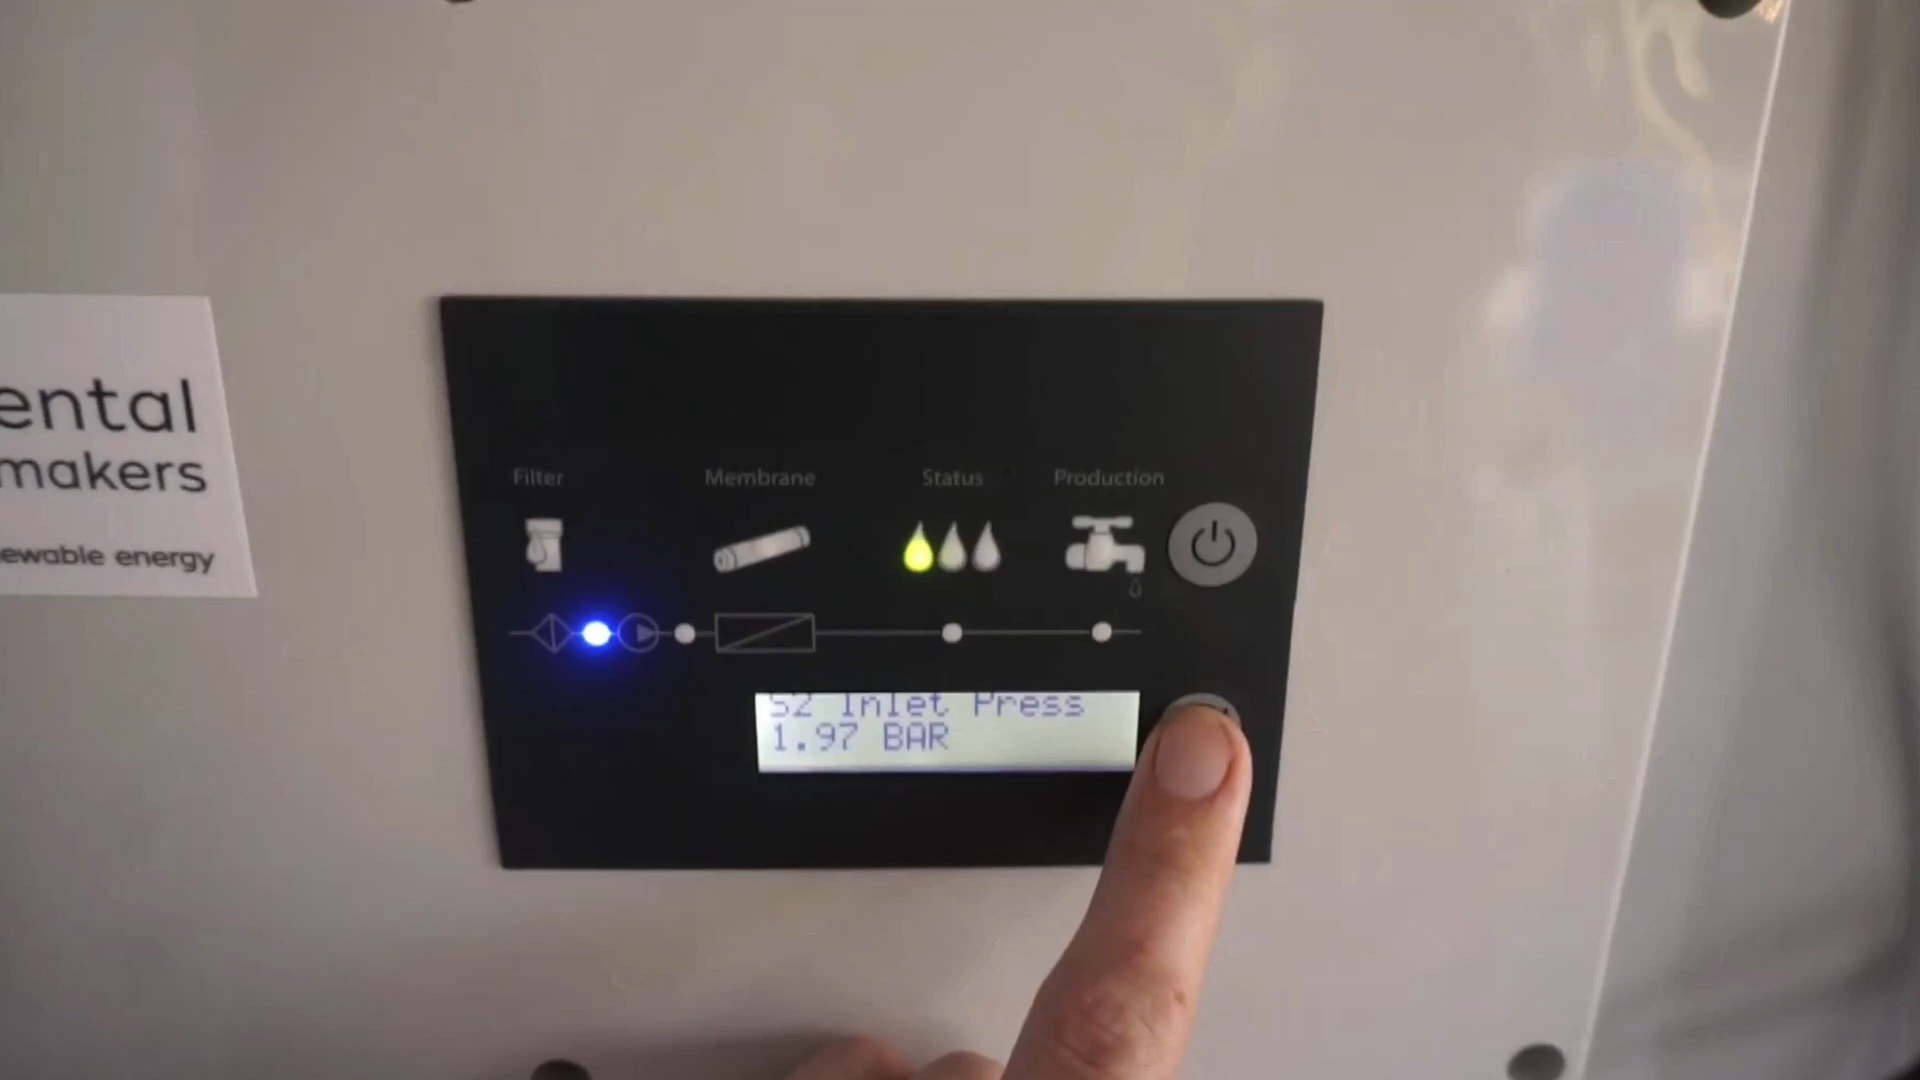 ental
makers
ewable energy
Filter
Membrane
Status
Production
S2 Inlet Press
1.97 BAR